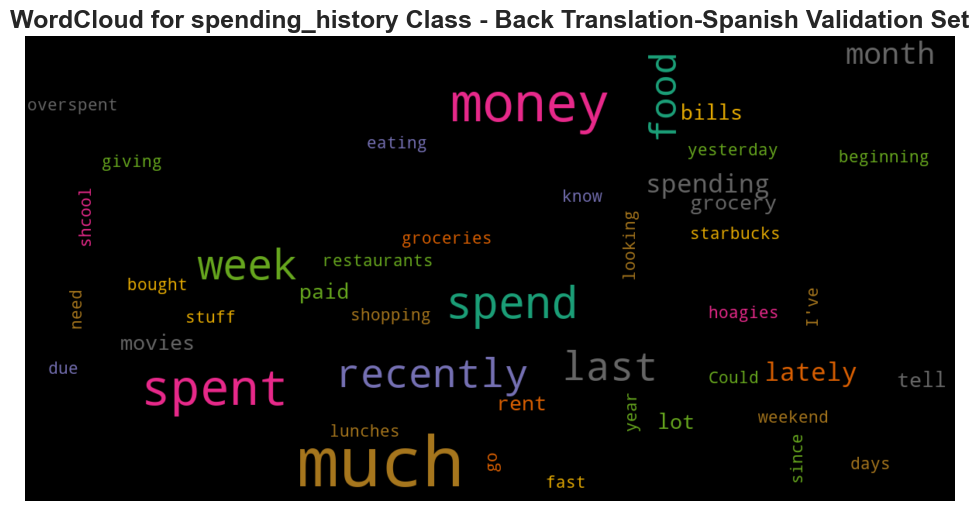 WordCloud for spending_history Class - Back Translation-Spanish Validation Set
month
food
money
overspent
bills
eating
yesterday
beginning
giving
spending
shcool
know
grocery
looking
starbucks
groceries
week
restaurants
bought
paid
need
spend
I've
stuff
shopping
hoagies
movies
last
due
recently
lately
Could
tell
spent
rent
year
weekend
lot
lunches
much
go
since
days
fast